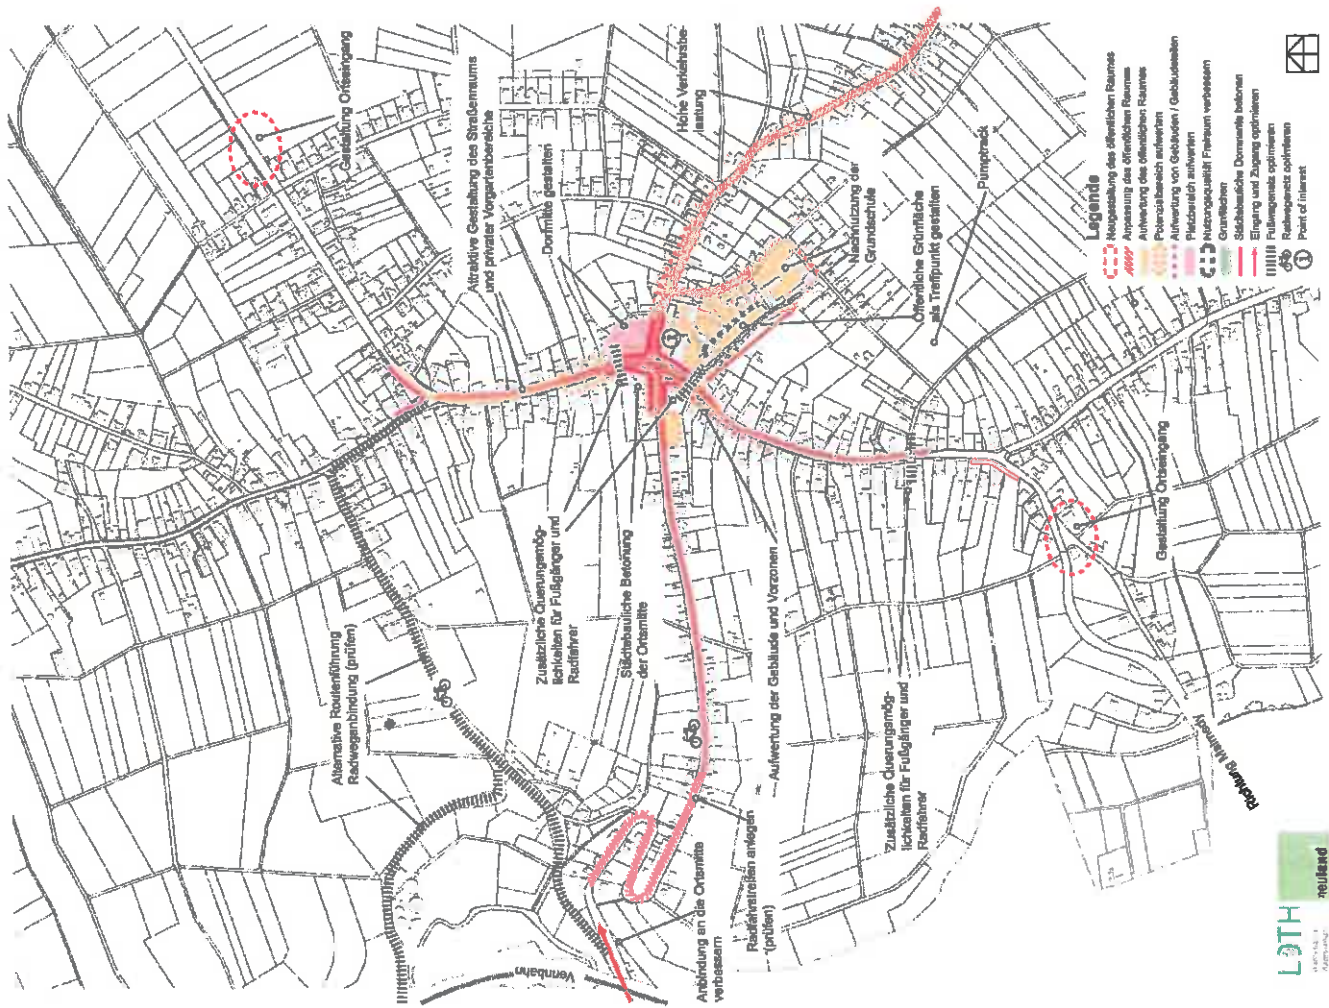 Gestaltung Ortseingang
Attraktive Gestaltung des Straßenraums
und privater Vorgartenbereiche
Dorfmitte gestalten
Hohe Verkehrsbe-
lastung
Nachnutzung der
Grundschule
Öffentliche Grünfläche
als Treffpunkt gestalten
Pumptrack
Alternative Routenführung
Radweganbindung (prüfen)
Zusätzliche Querungsmög-
lichkeiten für Fußgänger und
Radfahrer
Städtebauliche Betonung
der Ortsmitte
Aufwertung der Gebäude und Vorzonen
Zusätzliche Querungsmög-
lichkeiten für Fußgänger und
Radfahrer
Gestaltung Ortseingang
Anbindung an die Ortsmitte
verbessern
Radfahrstreifen anlegen
(prüfen)
Vennbahn
Richtung
Legende
Neugestaltung des öffentlichen Raumes
Anpassung des öffentlichen Raumes
Aufwertung des öffentlichen Raumes
Potenzialbereich aufwerten
Aufwertung von Gebäuden / Gebäudeteilen
Platzbereich aufwerten
Nutzungsqualität Freiraum verbessern
Grünflächen
Städtebauliche Dominante betonen
Eingang und Zugang optimieren
Fußwegenetz optimieren
Radwegenetz optimieren
Point of interest
neuland